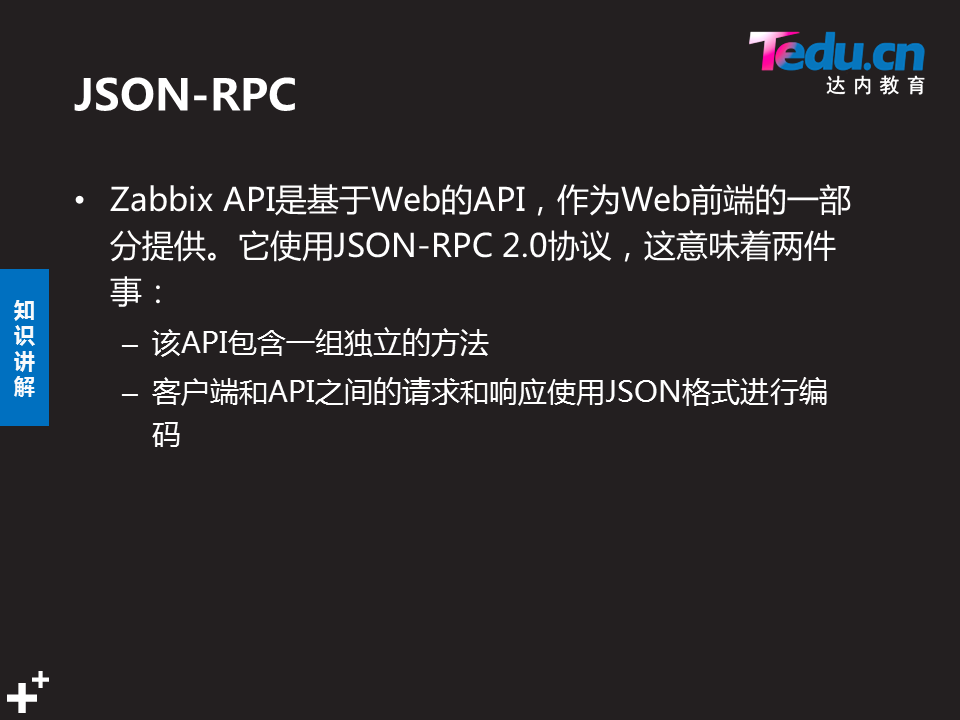 Tedu.cn
达内教育
JSON-RPC
• Zabbix API是基于Web的API，作为Web前端的一部
分提供。它使用JSON-RPC 2.0协议，这意味着两件
事：
– 该API包含一组独立的方法
– 客户端和API之间的请求和响应使用JSON格式进行编
码
知
识
讲
解